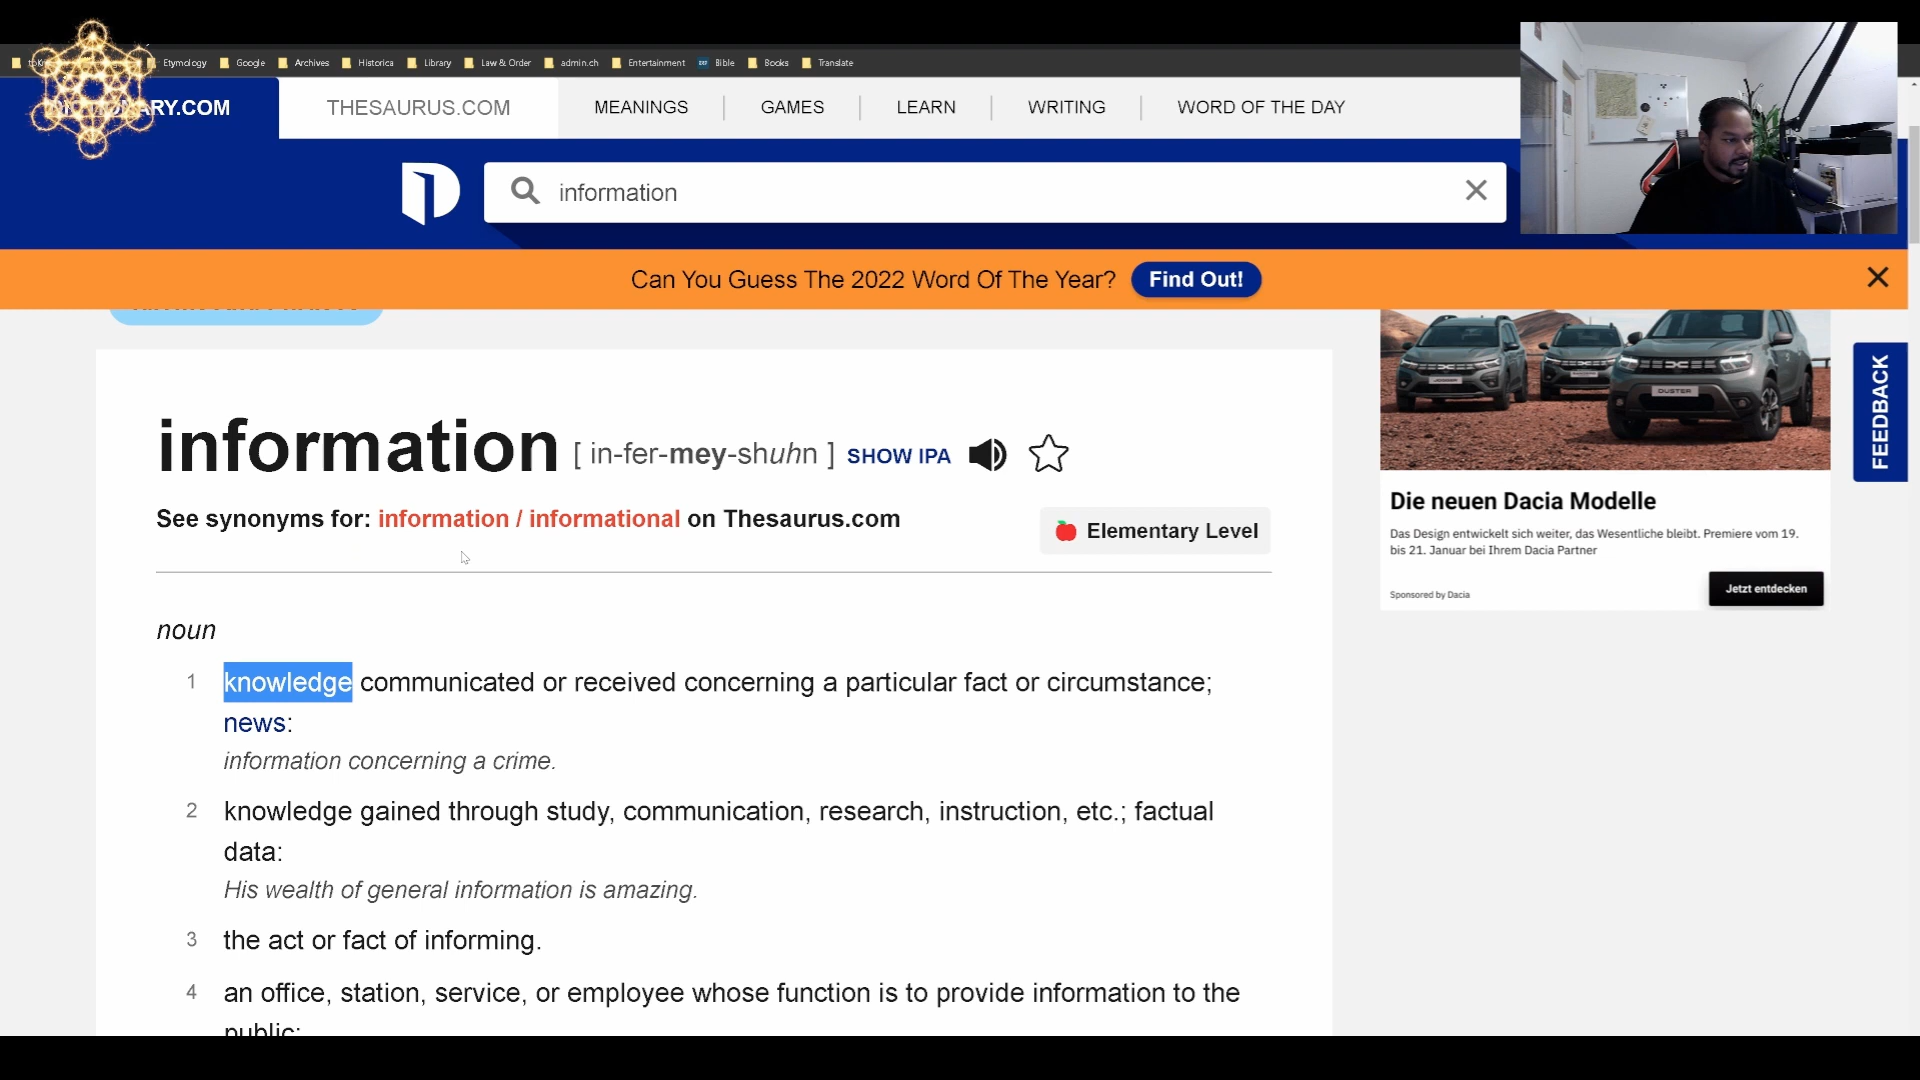 Etymology
Google
Archives
Historica
Library
Law & Order
admin.ch
Entertainment
Bible
Books
Translate
ARY.COM
THESAURUS.COM
MEANINGS
GAMES
LEARN
WRITING
WORD OF THE DAY
information
Can You Guess The 2022 Word Of The Year?
Find Out!
information [ in-fer-mey-shuhn ] SHOW IPA
See synonyms for: information / informational on Thesaurus.com
Elementary Level
noun
1 knowledge communicated or received concerning a particular fact or circumstance;
news:
information concerning a crime.
2 knowledge gained through study, communication, research, instruction, etc.; factual
data:
His wealth of general information is amazing.
3 the act or fact of informing.
4 an office, station, service, or employee whose function is to provide information to the
public:
DUSTER
Die neuen Dacia Modelle
Das Design entwickelt sich weiter, das Wesentliche bleibt. Premiere vom 19.
bis 21. Januar bei Ihrem Dacia Partner
Sponsored by Dacia
Jetzt entdecken
FEEDBACK